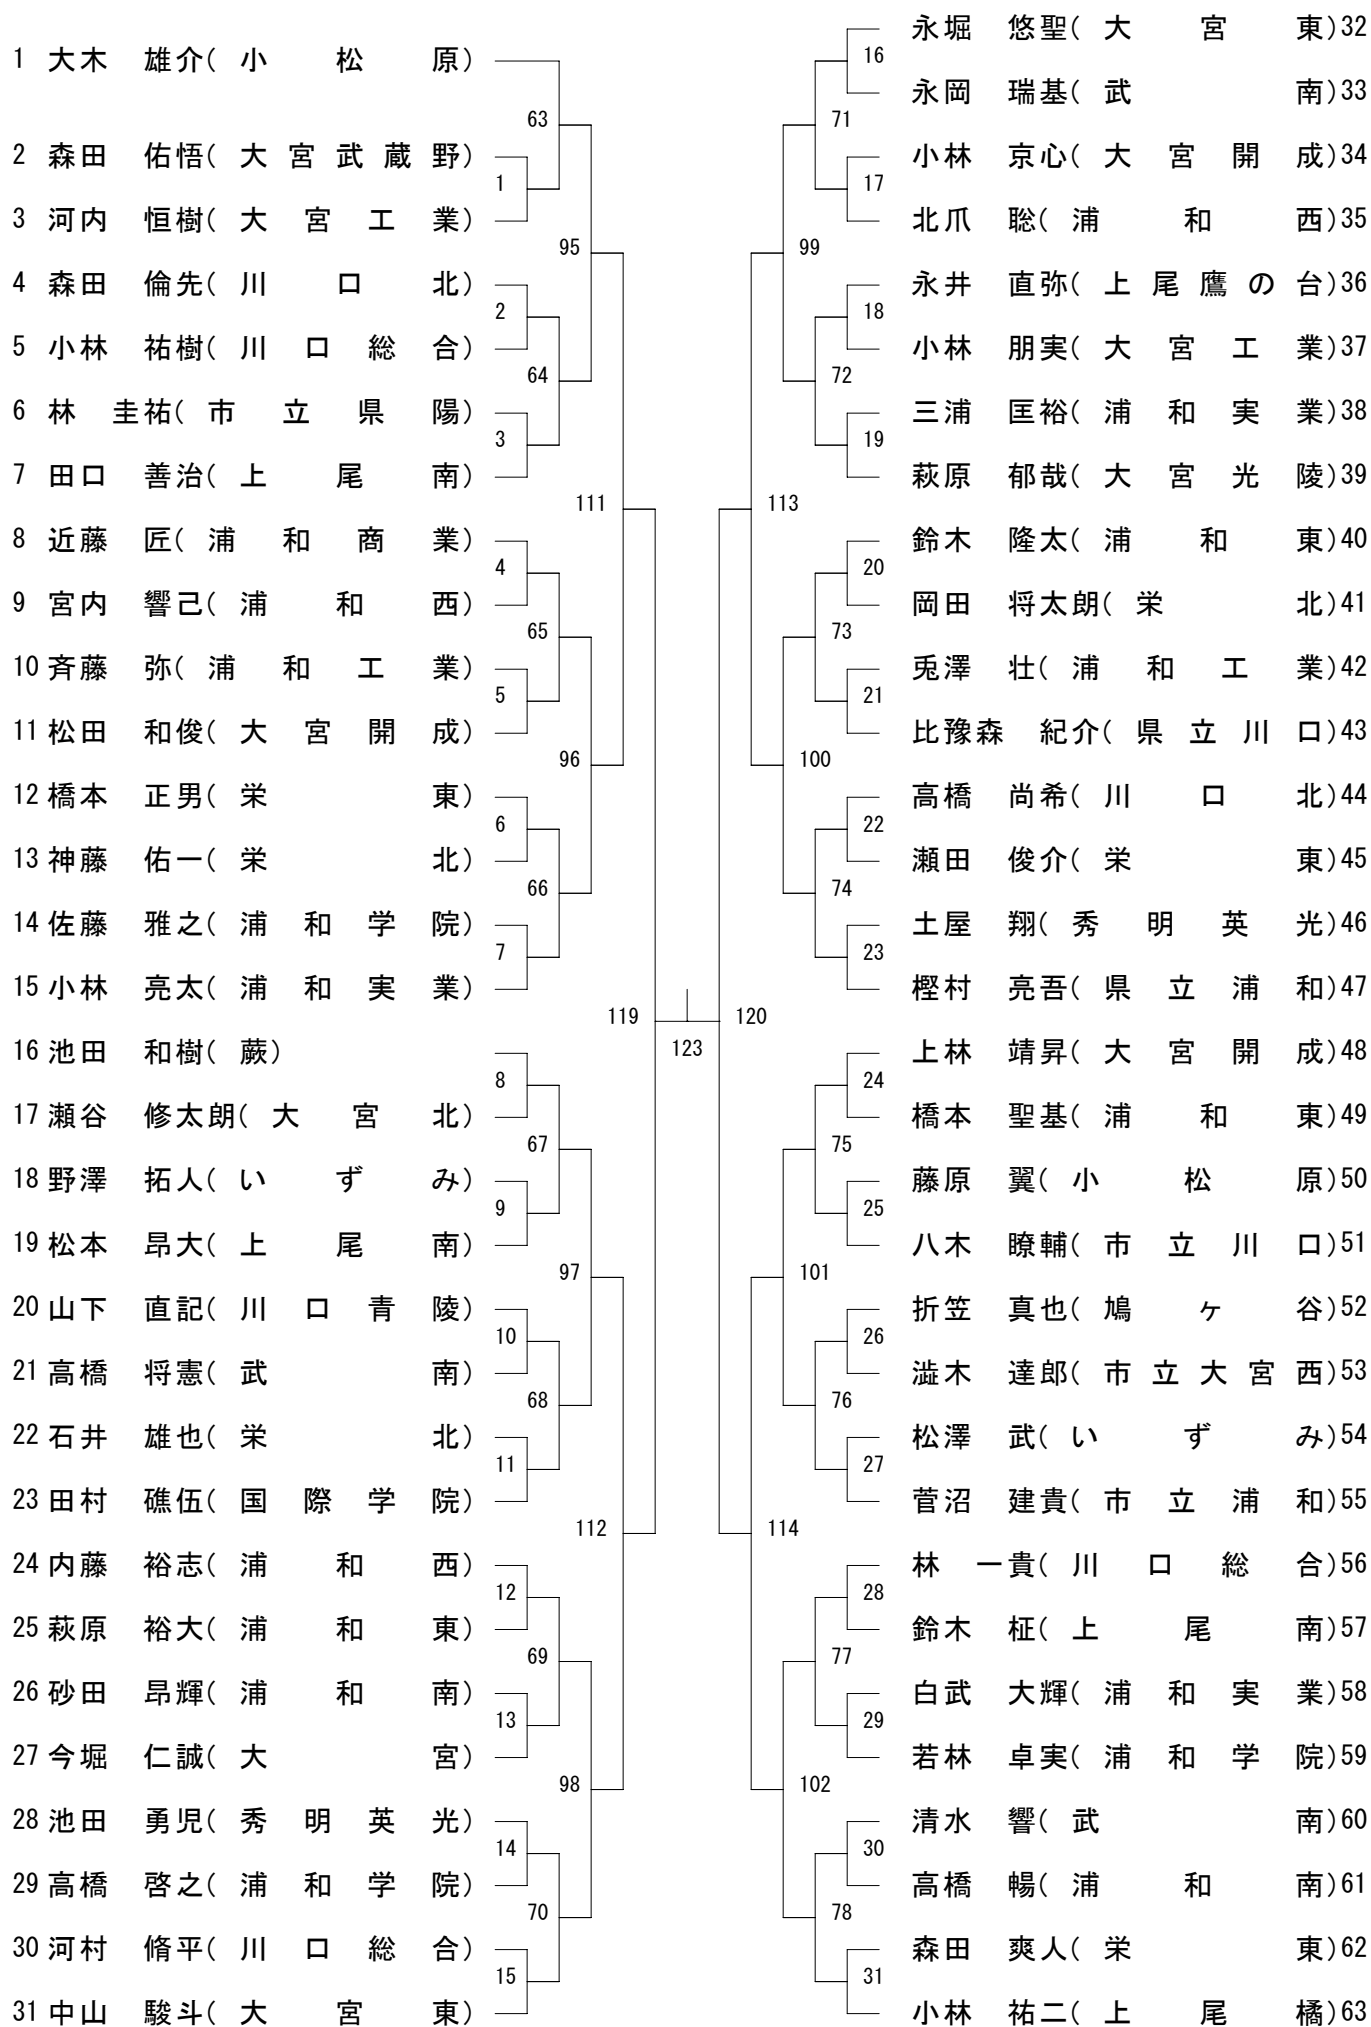 1 大木 雄介( 小 松 原)
2 森田 佑悟( 大 宮 武 蔵 野)
3 河内 恒樹( 大 宮 工 業)
4 森田 倫先( 川 口 北)
5 小林 祐樹( 川 口 総 合)
6 林 圭祐( 市 立 県 陽)
7 田口 善治( 上 尾 南)
8 近藤 匠( 浦 和 商 業)
9 宮内 響己( 浦 和 西)
10 斉藤 弥( 浦 和 工 業)
11 松田 和俊( 大 宮 開 成)
12 橋本 正男( 栄 東)
13 神藤 佑一( 栄 北)
14 佐藤 雅之( 浦 和 学 院)
15 小林 亮太( 浦 和 実 業)
16 池田 和樹( 蕨)
17 瀬谷 修太朗( 大 宮 北)
18 野澤 拓人( い ず み)
19 松本 昂大( 上 尾 南)
20 山下 直記( 川 口 青 陵)
21 高橋 将憲( 武 南)
22 石井 雄也( 栄 北)
23 田村 礁伍( 国 際 学 院)
24 内藤 裕志( 浦 和 西)
25 萩原 裕大( 浦 和 東)
26 砂田 昂輝( 浦 和 南)
27 今堀 仁誠( 大 宮)
28 池田 勇児( 秀 明 英 光)
29 高橋 啓之( 浦 和 学 院)
30 河村 脩平( 川 口 総 合)
31 中山 駿斗( 大 宮 東)
1
2
3
4
5
6
7
8
9
10
11
12
13
14
15
63
64
65
66
67
68
69
70
95
96
97
98
111
112
119
123
120
113
114
99
100
101
102
71
72
73
74
75
76
77
78
16
17
18
19
20
21
22
23
24
25
26
27
28
29
30
31
永堀 悠聖( 大 宮 東)32
永岡 瑞基( 武 南)33
小林 京心( 大 宮 開 成)34
北爪 聡( 浦 和 西)35
永井 直弥( 上 尾 鷹 の 台)36
小林 朋実( 大 宮 工 業)37
三浦 匡裕( 浦 和 実 業)38
萩原 郁哉( 大 宮 光 陵)39
鈴木 隆太( 浦 和 東)40
岡田 将太朗( 栄 北)41
兎澤 壮( 浦 和 工 業)42
比豫森 紀介( 県 立 川 口)43
高橋 尚希( 川 口 北)44
瀬田 俊介( 栄 東)45
土屋 翔( 秀 明 英 光)46
樫村 亮吾( 県 立 浦 和)47
上林 靖昇( 大 宮 開 成)48
橋本 聖基( 浦 和 東)49
藤原 翼( 小 松 原)50
八木 瞭輔( 市 立 川 口)51
折笠 真也( 鳩 ヶ 谷)52
澁木 達郎( 市 立 大 宮 西)53
松澤 武( い ず み)54
菅沼 建貴( 市 立 浦 和)55
林 一貴( 川 口 総 合)56
鈴木 柾( 上 尾 南)57
白武 大輝( 浦 和 実 業)58
若林 卓実( 浦 和 学 院)59
清水 響( 武 南)60
高橋 暢( 浦 和 南)61
森田 爽人( 栄 東)62
小林 祐二( 上 尾 橘)63